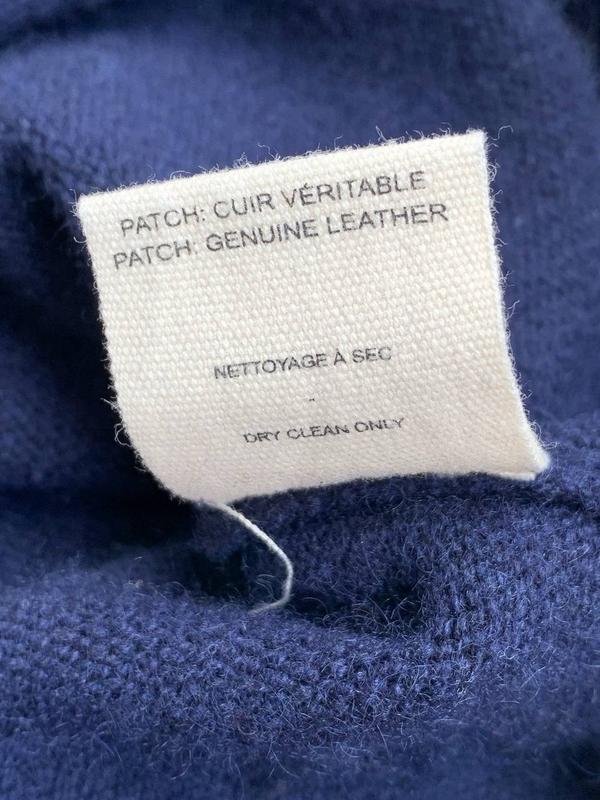 PATCH: CUIR VÉRITABLE
PATCH: GENUINE LEATHER
NETTOYAGE À SEC
-
DRY CLEAN ONLY